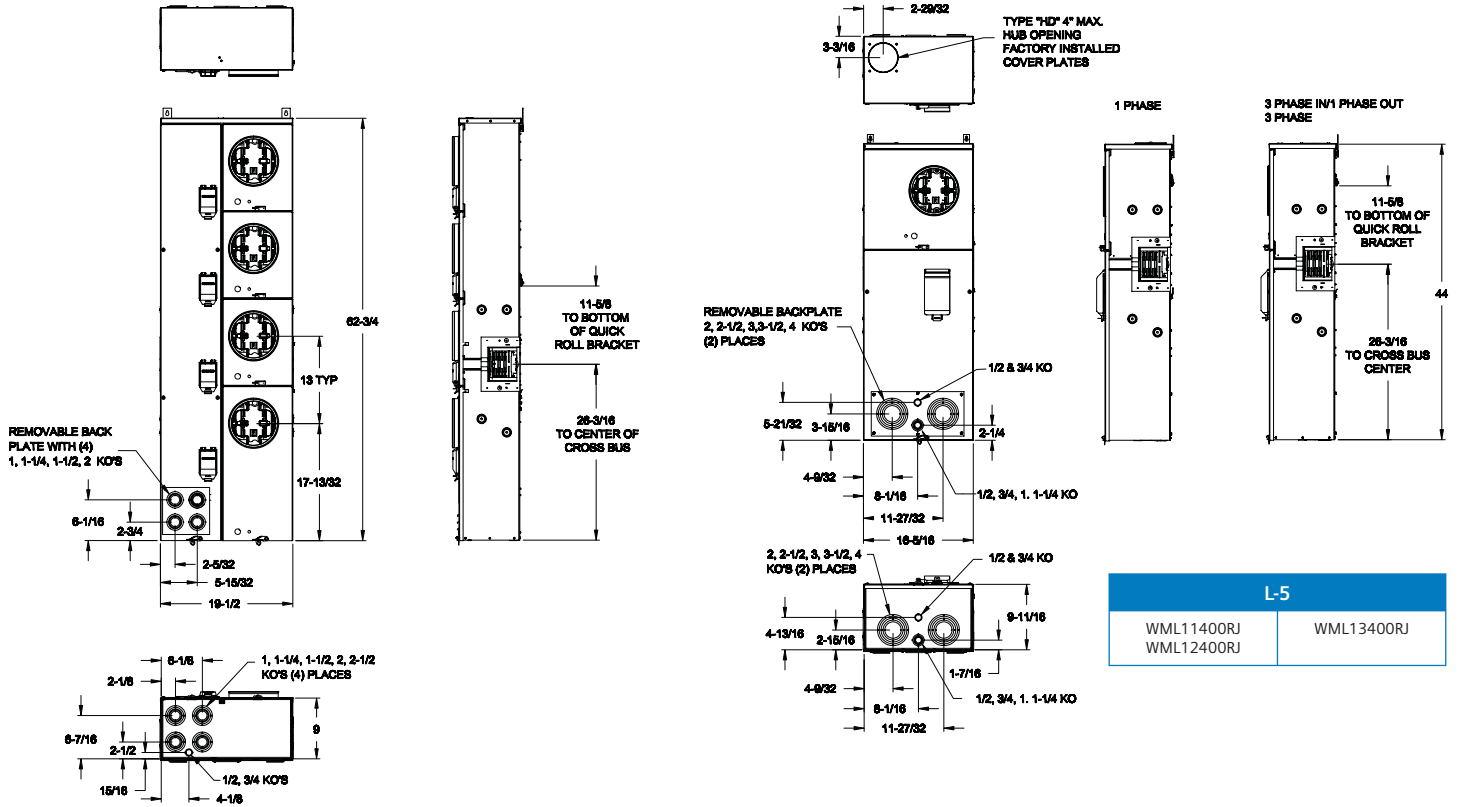 62-3/4
13 TYP
17-13/32
REMOVABLE BACK
PLATE WITH (4)
1, 1-1/4, 1-1/2, 2 KO'S
6-1/16
2-3/4
2-5/32
5-15/32
19-1/2
11-5/8
TO BOTTOM
OF QUICK
ROLL BRACKET
26-3/16
TO CENTER OF
CROSS BUS
6-1/8
2-1/8
1, 1-1/4, 1-1/2, 2, 2-1/2
KO'S (4) PLACES
6-7/16
2-1/2
15/16
9
1/2, 3/4 KO'S
4-1/8
2-29/32
3-3/16
TYPE "HD" 4" MAX.
HUB OPENING
FACTORY INSTALLED
COVER PLATES
REMOVABLE BACKPLATE
2, 2-1/2, 3,3-1/2, 4 KO'S
(2) PLACES
1/2 & 3/4 KO
5-21/32
3-15/16
2-1/4
4-9/32
8-1/16
1/2, 3/4, 1. 1-1/4 KO
11-27/32
16-5/16
2, 2-1/2, 3, 3-1/2, 4
KO'S (2) PLACES
1/2 & 3/4 KO
9-11/16
4-13/16
2-15/16
1-7/16
4-9/32
8-1/16
1/2, 3/4, 1. 1-1/4 KO
11-27/32
1 PHASE
3 PHASE IN/1 PHASE OUT
3 PHASE
11-5/8
TO BOTTOM OF
QUICK ROLL
BRACKET
44
26-3/16
TO CROSS BUS
CENTER
L-5
WML11400RJ
WML12400RJ
WML13400RJ